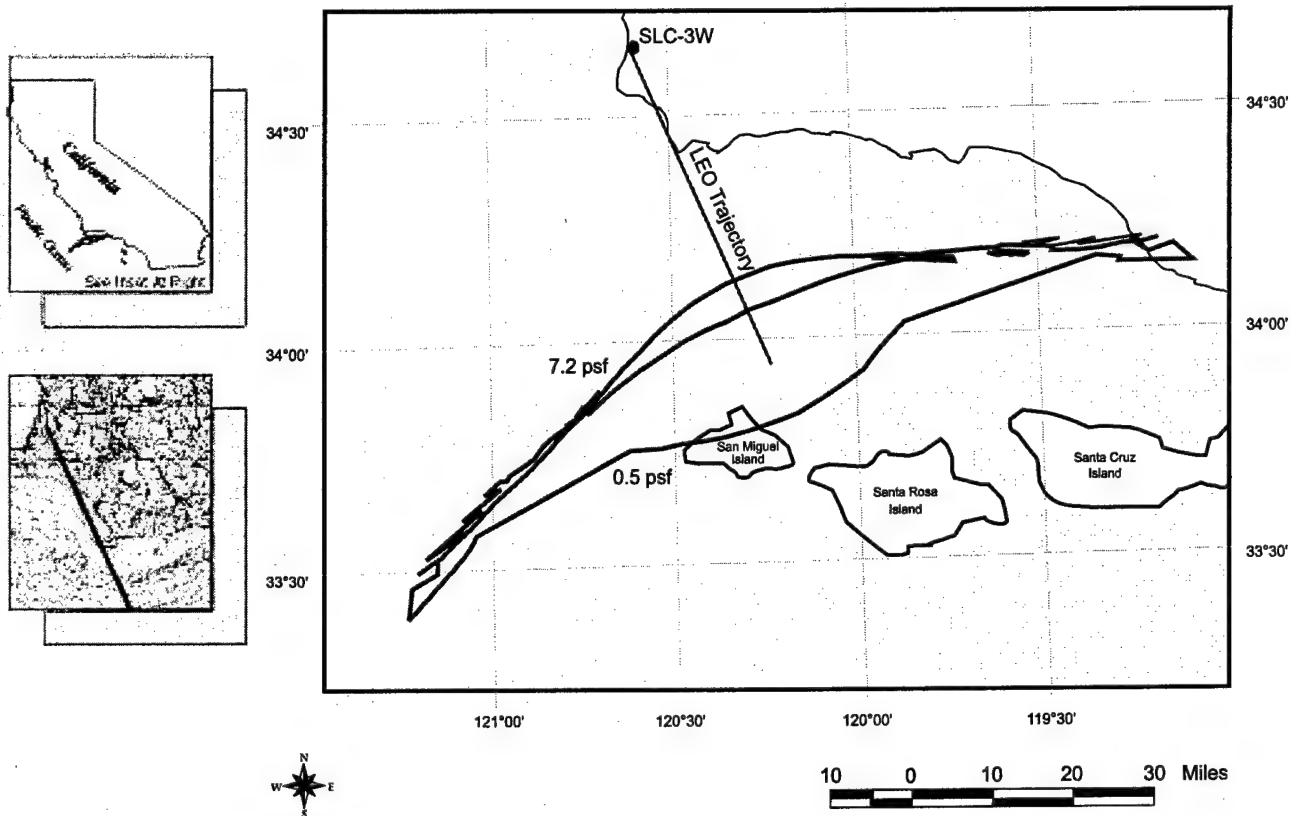 SLC-3W
34°30'
34°30'
California
LEO Trajectory
See Inset At Right
34°00'
34°00'
7.2 psf
San Miguel
Island
0.5 psf
Santa Cruz
Island
Santa Rosa
Island
33°30'
33°30'
121°00'
120°30'
120°00'
119°30'
N
W
E
S
10
0
10
20
30
Miles